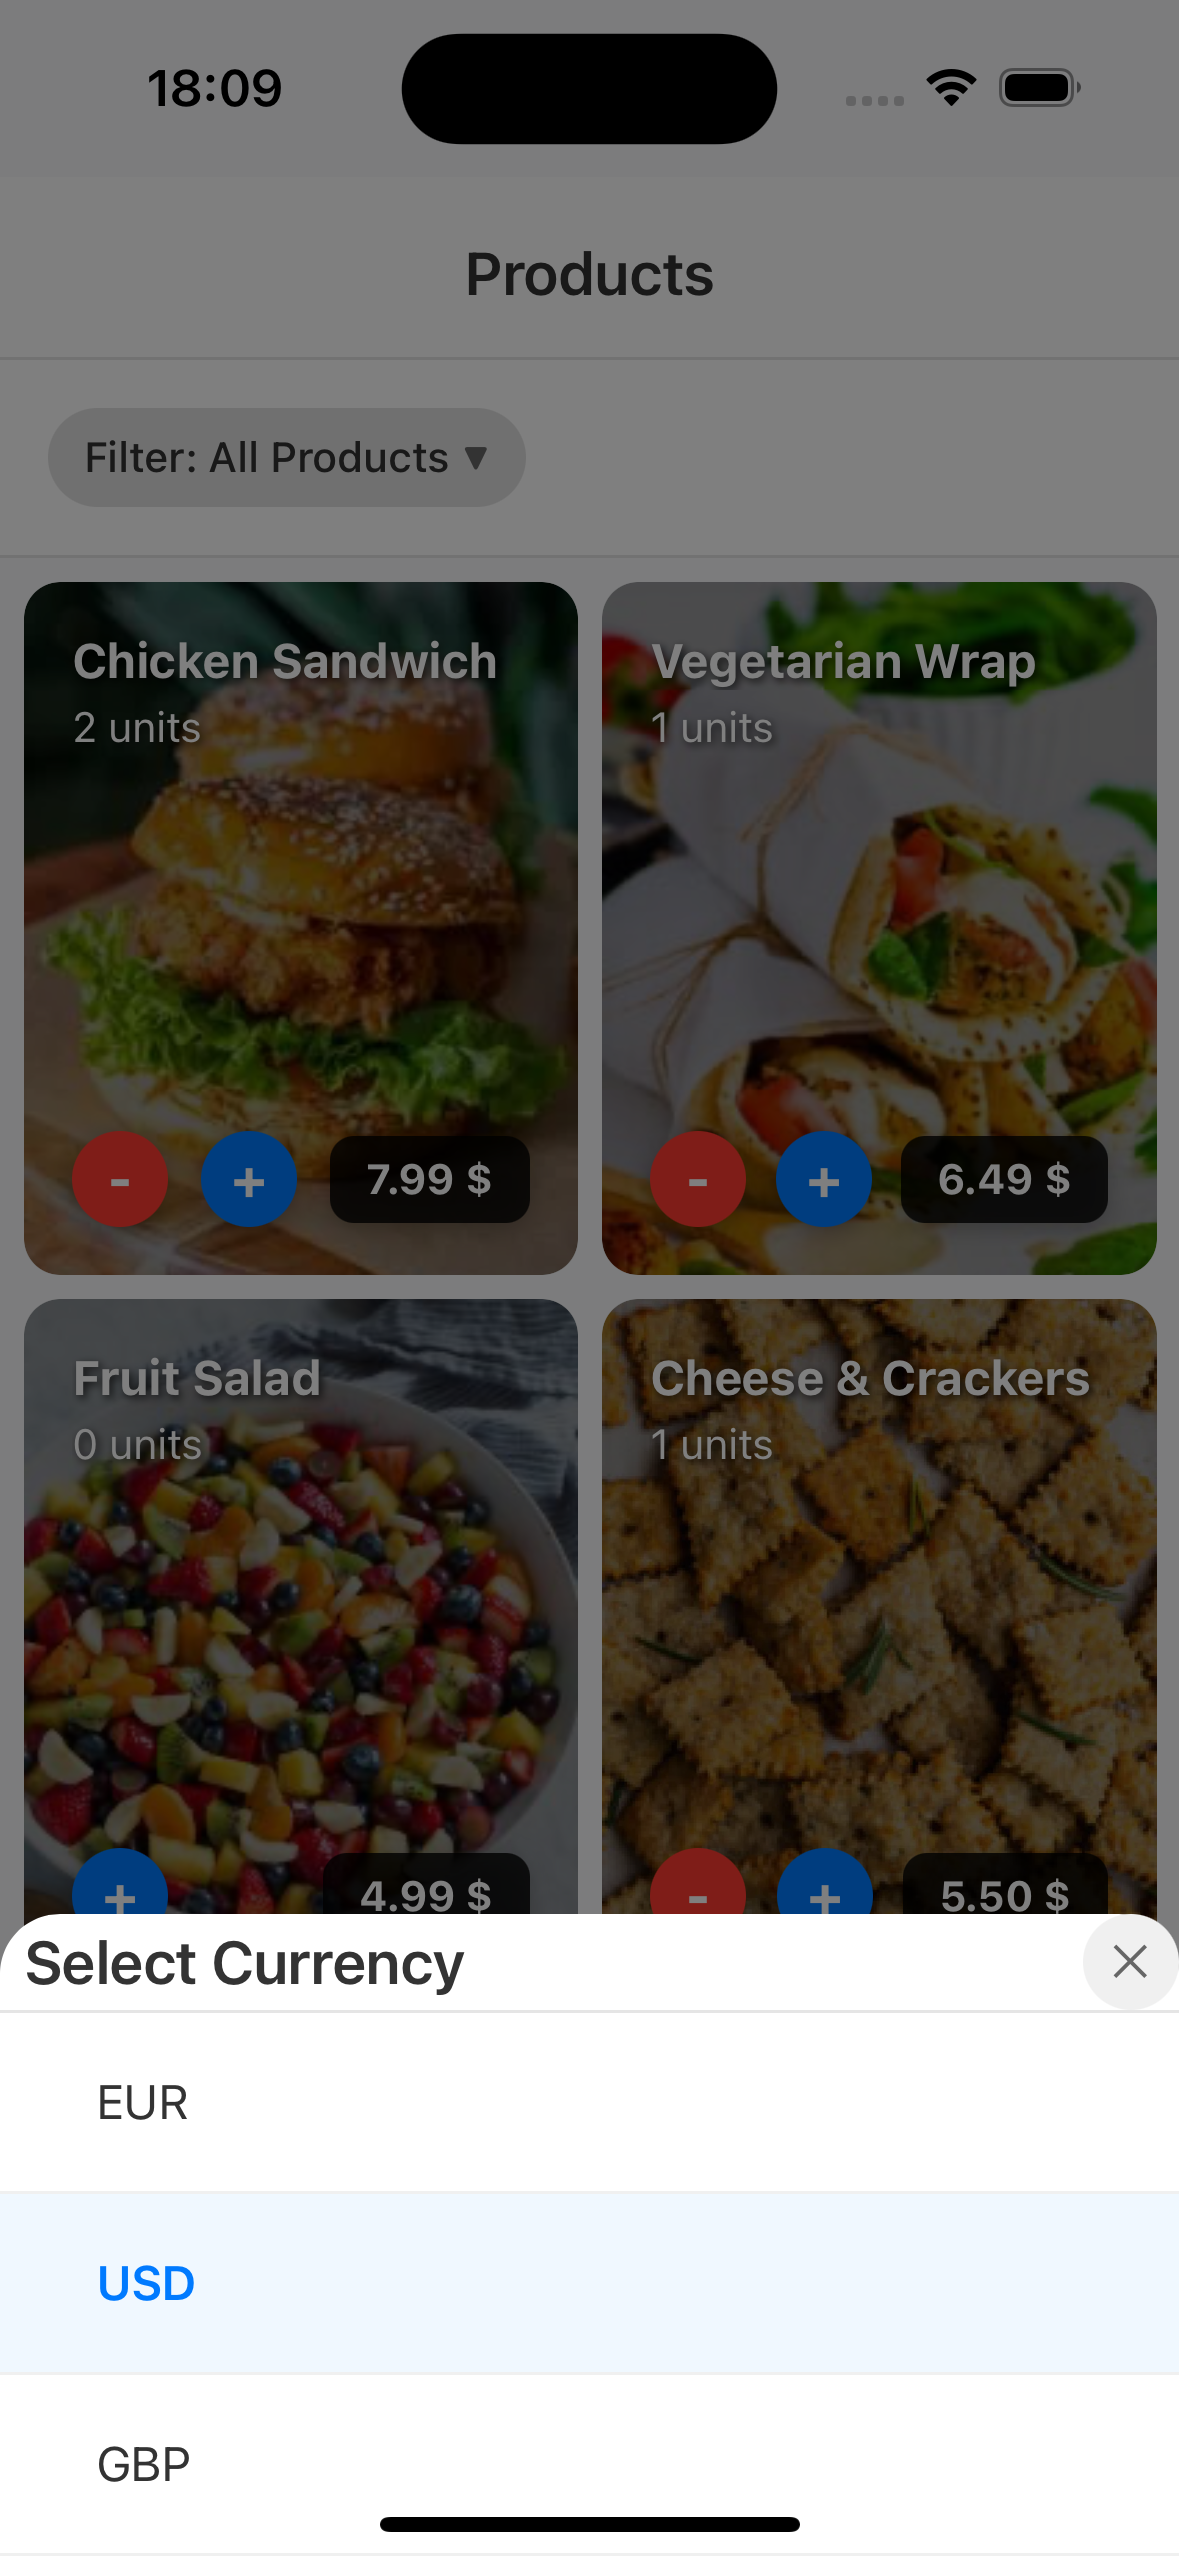 18:09
Products
Filter: All Products ▼
Chicken Sandwich
2 units
- + 7.99 $
Vegetarian Wrap
1 units
- + 6.49 $
Fruit Salad
0 units
+ 4.99 $
Cheese & Crackers
1 units
- + 5.50 $
Select Currency
EUR
USD
GBP